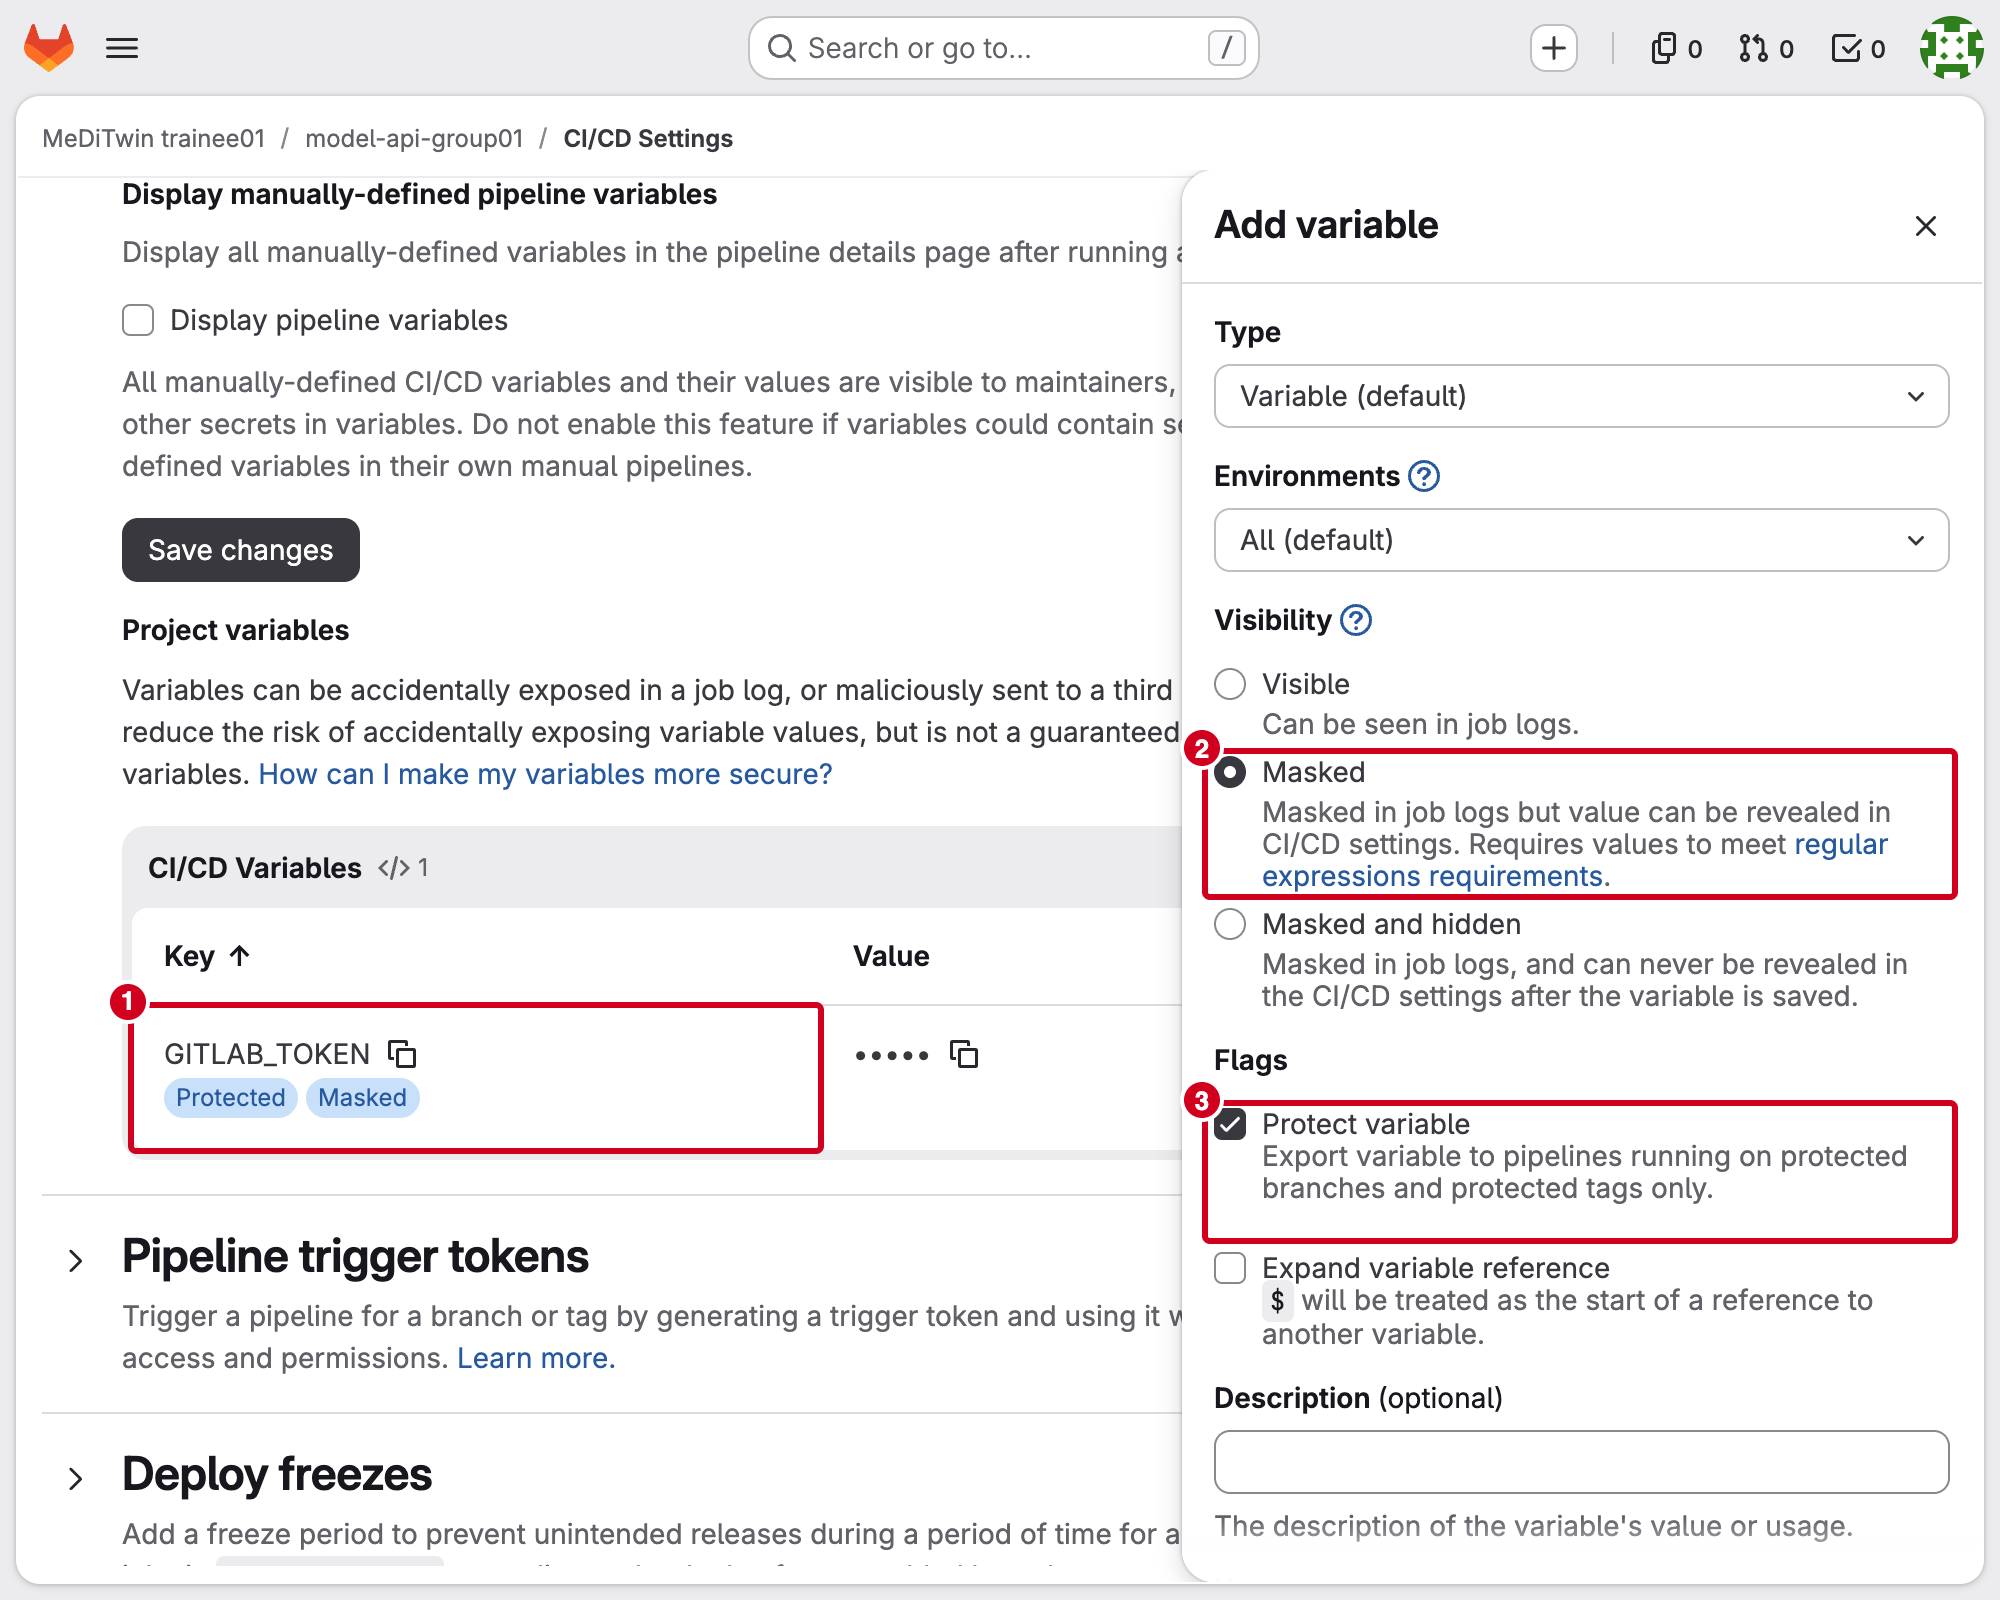 Search or go to...
/
0
0
0
MeDiTwin trainee01 / model-api-group01 / CI/CD Settings
Display manually-defined pipeline variables
Display all manually-defined variables in the pipeline details page after running
Display pipeline variables
All manually-defined CI/CD variables and their values are visible to maintainers,
other secrets in variables. Do not enable this feature if variables could contain
defined variables in their own manual pipelines.
Save changes
Project variables
Variables can be accidentally exposed in a job log, or maliciously sent to a third
reduce the risk of accidentally exposing variable values, but is not a guaranteed
variables. How can I make my variables more secure?
CI/CD Variables </> 1
Key ↑
Value
1
GITLAB_TOKEN
•••••
Protected
Masked
Pipeline trigger tokens
Trigger a pipeline for a branch or tag by generating a trigger token and using it
access and permissions. Learn more.
Deploy freezes
Add a freeze period to prevent unintended releases during a period of time for a
Add variable
Type
Variable (default)
Environments ?
All (default)
Visibility ?
Visible
Can be seen in job logs.
2
Masked
Masked in job logs but value can be revealed in
CI/CD settings. Requires values to meet regular
expressions requirements.
Masked and hidden
Masked in job logs, and can never be revealed in
the CI/CD settings after the variable is saved.
Flags
3
Protect variable
Export variable to pipelines running on protected
branches and protected tags only.
Expand variable reference
$ will be treated as the start of a reference to
another variable.
Description (optional)
The description of the variable's value or usage.